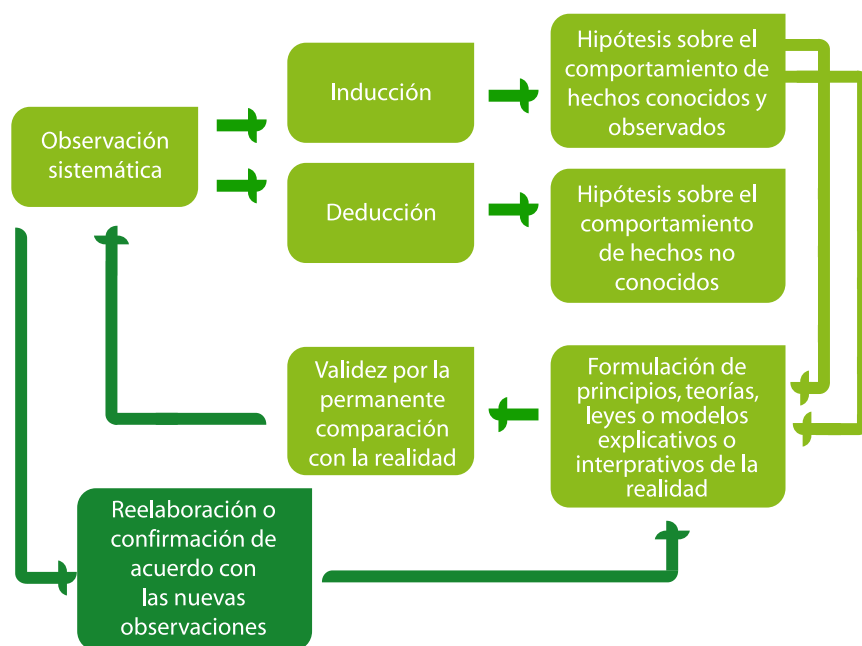 Observación
sistemática
Inducción
Hipótesis sobre el
comportamiento de
hechos conocidos y
observados
Deducción
Hipótesis sobre el
comportamiento
de hechos no
conocidos
Formulación de
principios, teorías,
leyes o modelos
explicativos o
interprativos de la
realidad
Validez por la
permanente
comparación
con la realidad
Reelaboración o
confirmación de
acuerdo con
las nuevas
observaciones